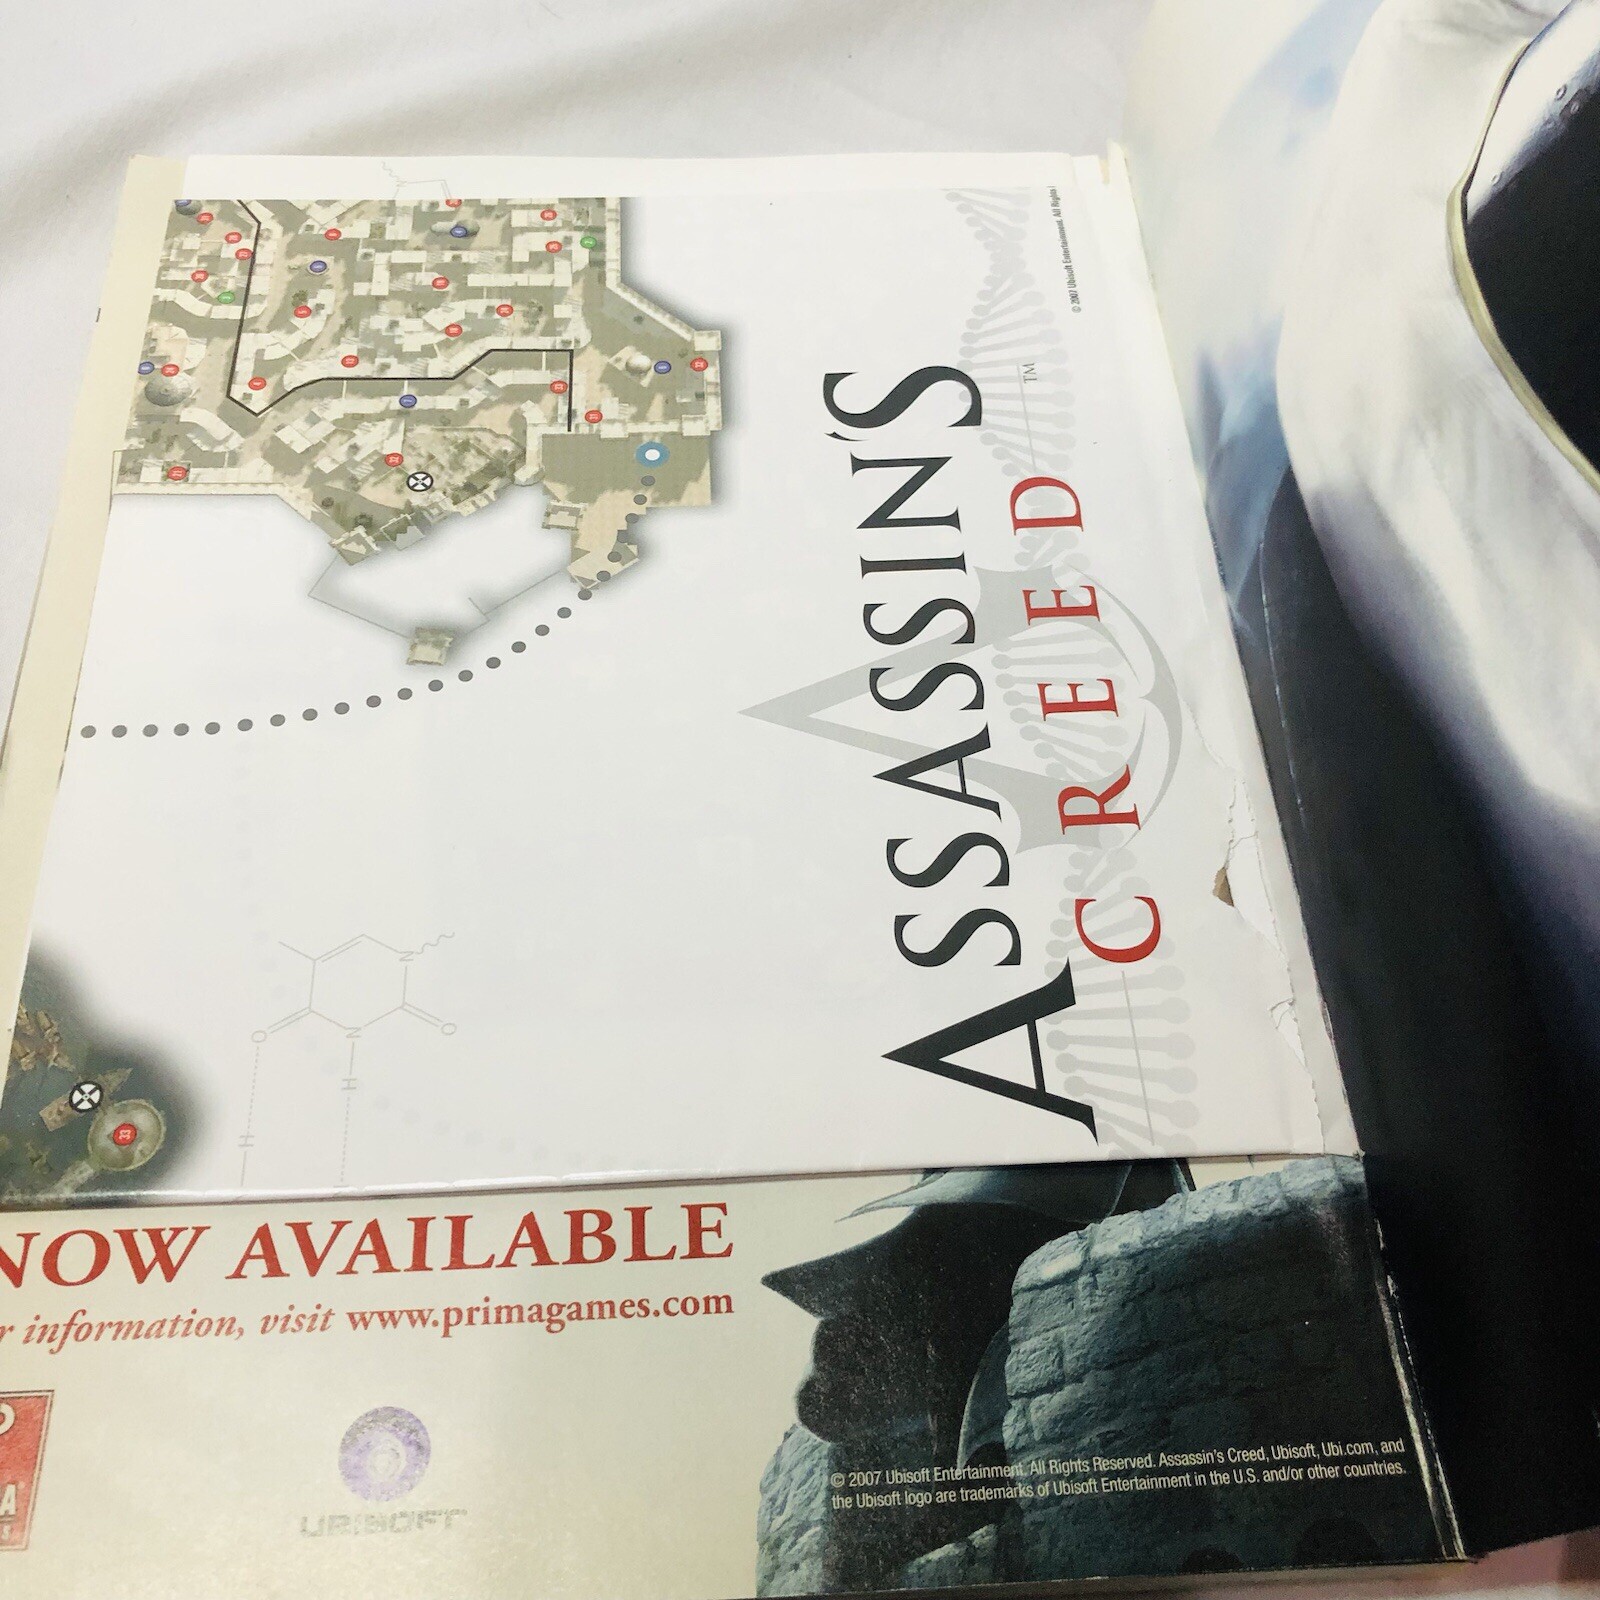 ASSASSIN'S
CREED
TM
© 2007 Ubisoft Entertainment. All Rights
N
O
N
O
H
H
33
NOW AVAILABLE
r information, visit www.primagames.com
UBISOFT
© 2007 Ubisoft Entertainment. All Rights Reserved. Assassin's Creed, Ubisoft, Ubi.com, and
the Ubisoft logo are trademarks of Ubisoft Entertainment in the U.S. and/or other countries.